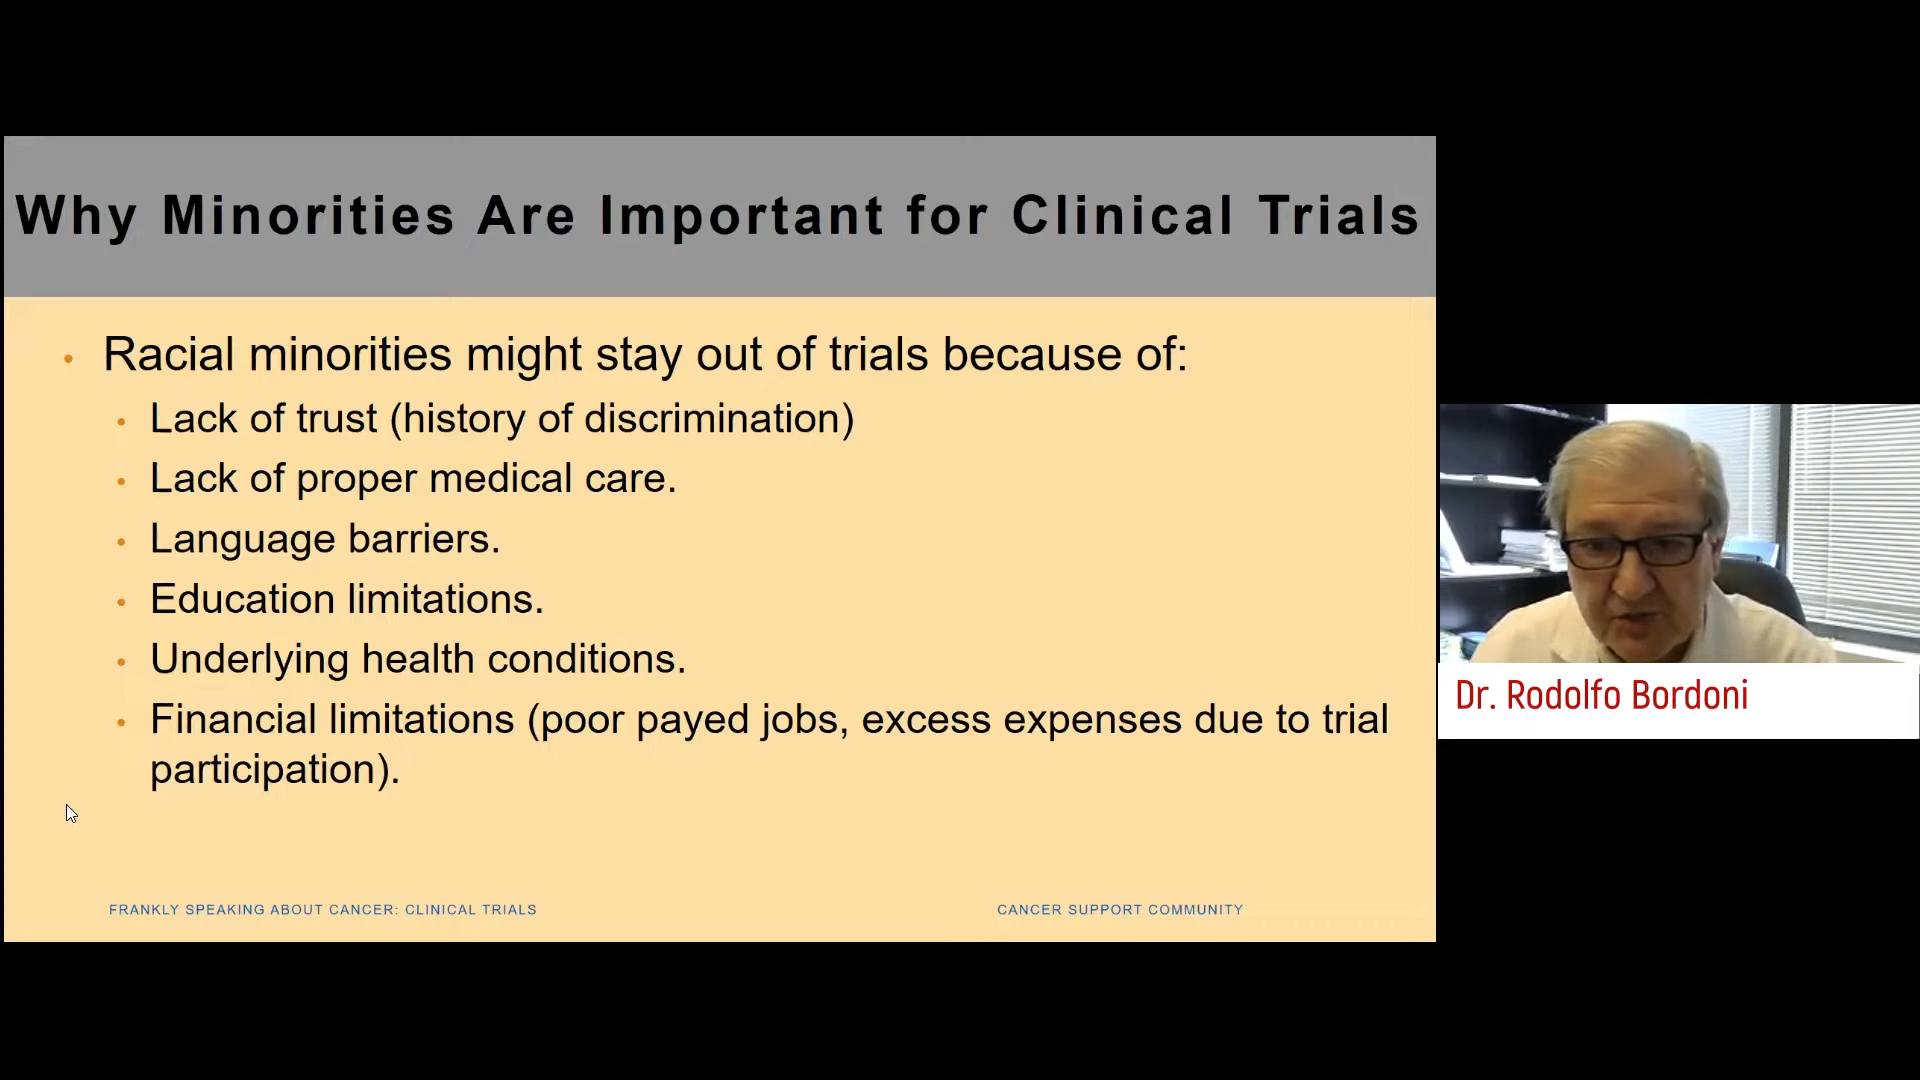 Why Minorities Are Important for Clinical Trials
• Racial minorities might stay out of trials because of:
• Lack of trust (history of discrimination)
• Lack of proper medical care.
• Language barriers.
• Education limitations.
• Underlying health conditions.
• Financial limitations (poor payed jobs, excess expenses due to trial
participation).
FRANKLY SPEAKING ABOUT CANCER: CLINICAL TRIALS
CANCER SUPPORT COMMUNITY
Dr. Rodolfo Bordoni